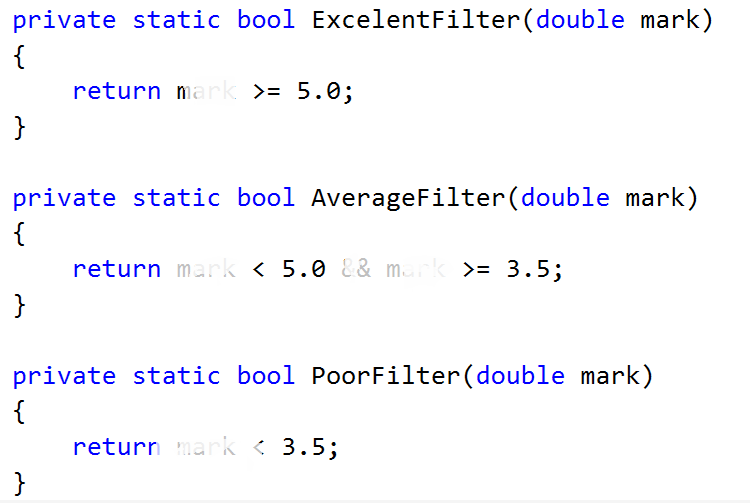 private static bool ExcelentFilter(double mark)
{
    return mark >= 5.0;
}

private static bool AverageFilter(double mark)
{
    return mark < 5.0 && mark >= 3.5;
}

private static bool PoorFilter(double mark)
{
    return mark < 3.5;
}